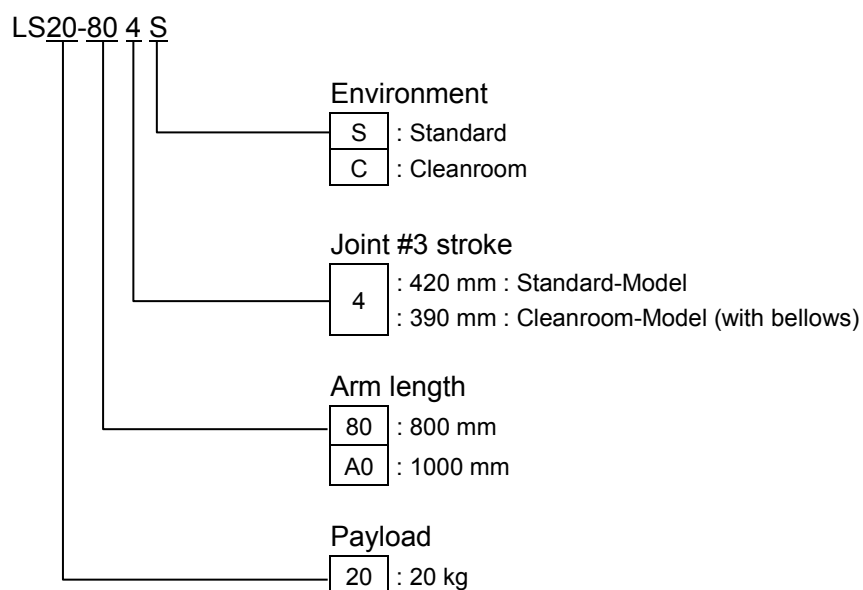 LS20-80 4 S
Environment
S : Standard
C : Cleanroom
Joint #3 stroke
4 : 420 mm : Standard-Model
: 390 mm : Cleanroom-Model (with bellows)
Arm length
80 : 800 mm
A0 : 1000 mm
Payload
20 : 20 kg